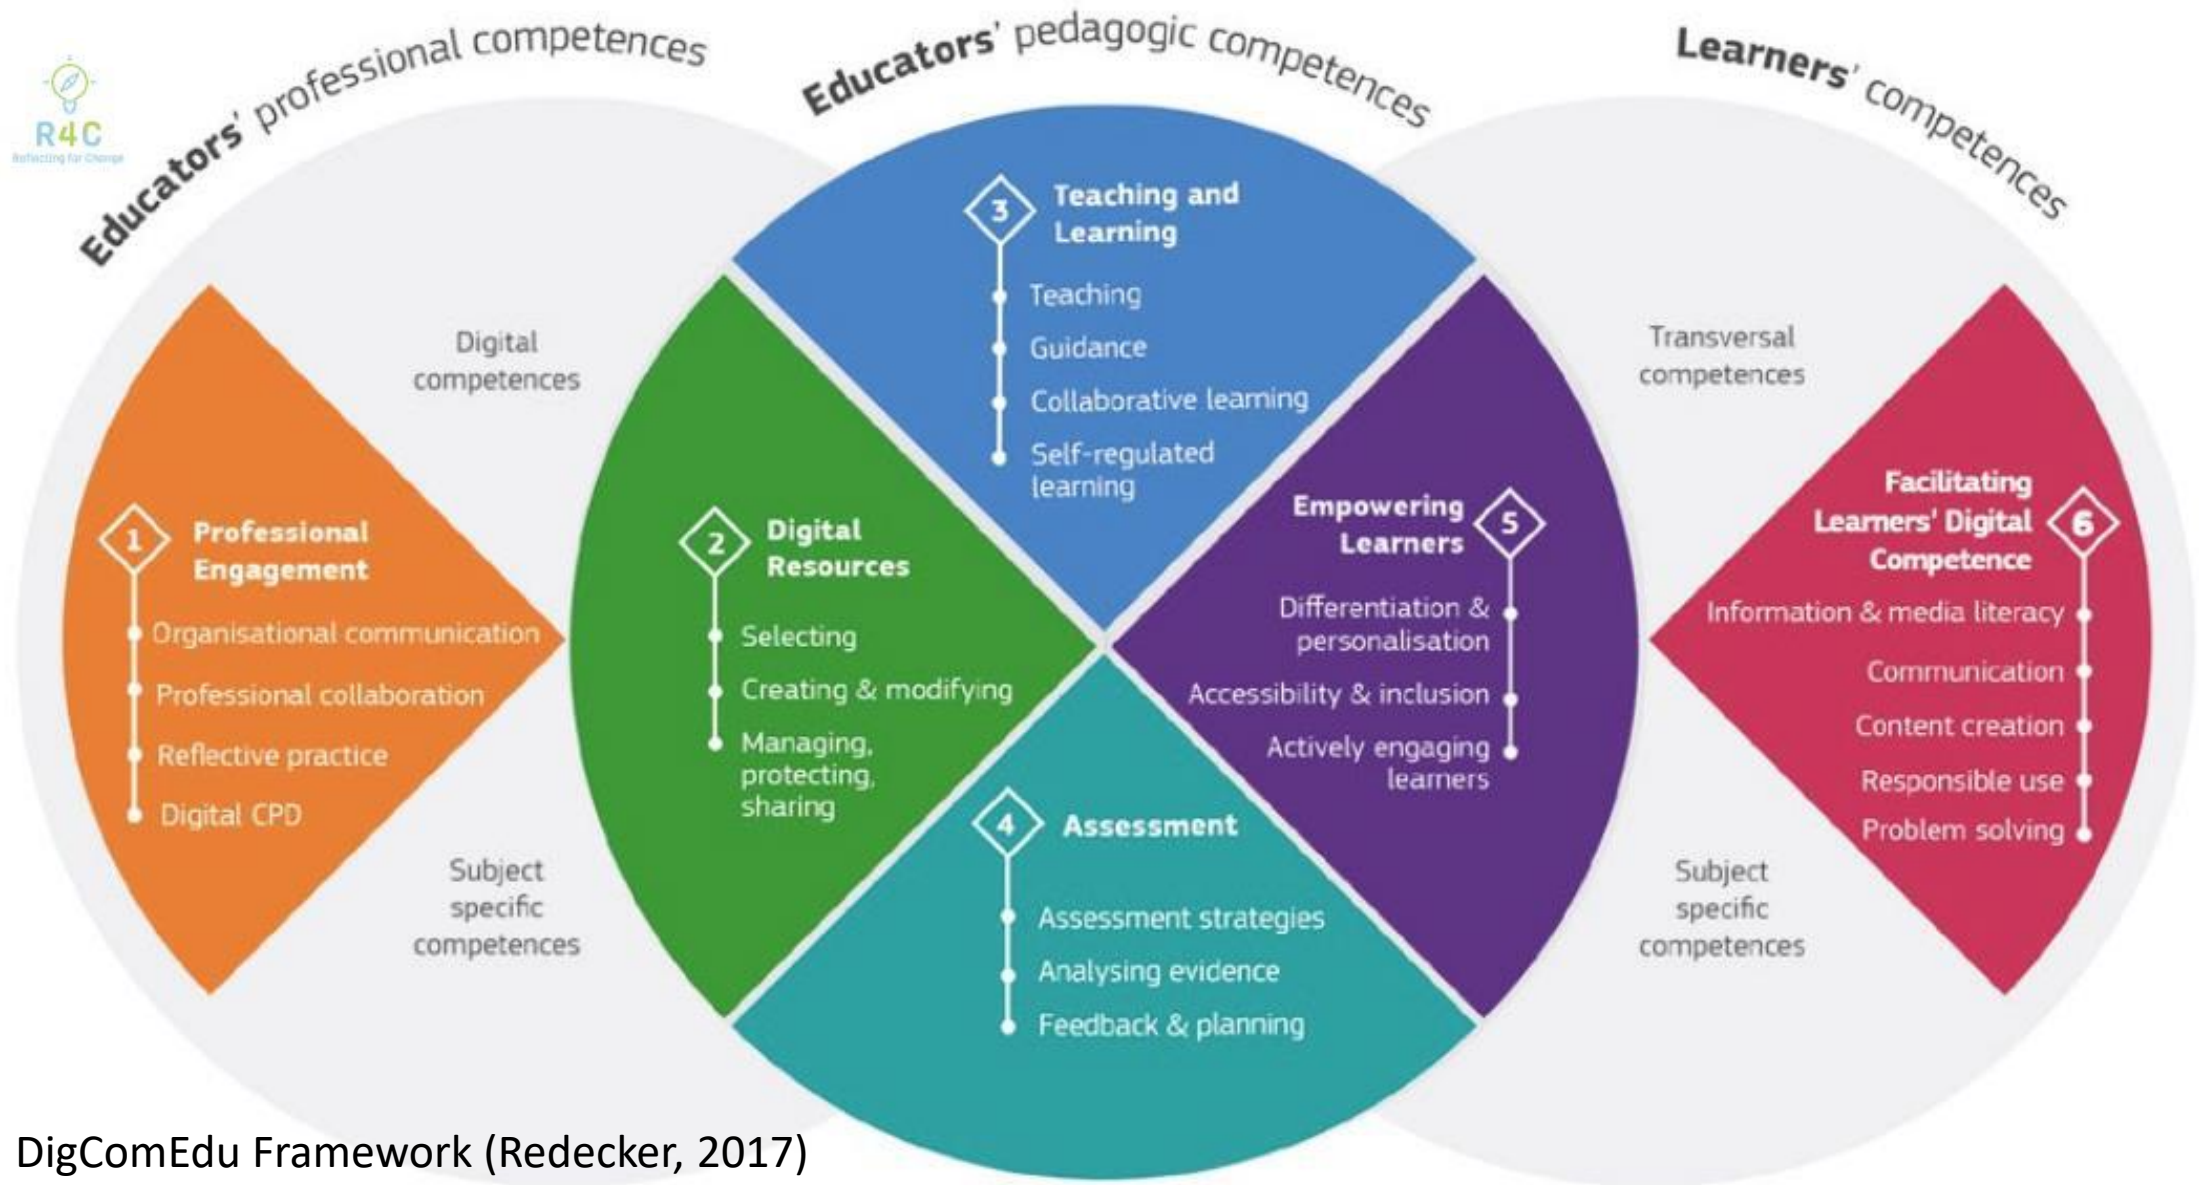 R4C
Reflecting for Change
Educators' professional competences
Educators' pedagogic competences
Learners' competences
Digital
competences
Subject
specific
competences
1
Professional
Engagement
Organisational communication
Professional collaboration
Reflective practice
Digital CPD
2
Digital
Resources
Selecting
Creating & modifying
Managing,
protecting,
sharing
3
Teaching and
Learning
Teaching
Guidance
Collaborative learning
Self-regulated
learning
4
Assessment
Assessment strategies
Analysing evidence
Feedback & planning
Empowering
Learners
5
Differentiation &
personalisation
Accessibility & inclusion
Actively engaging
learners
Transversal
competences
Subject
specific
competences
Facilitating
Learners' Digital
Competence
6
Information & media literacy
Communication
Content creation
Responsible use
Problem solving
DigComEdu Framework (Redecker, 2017)